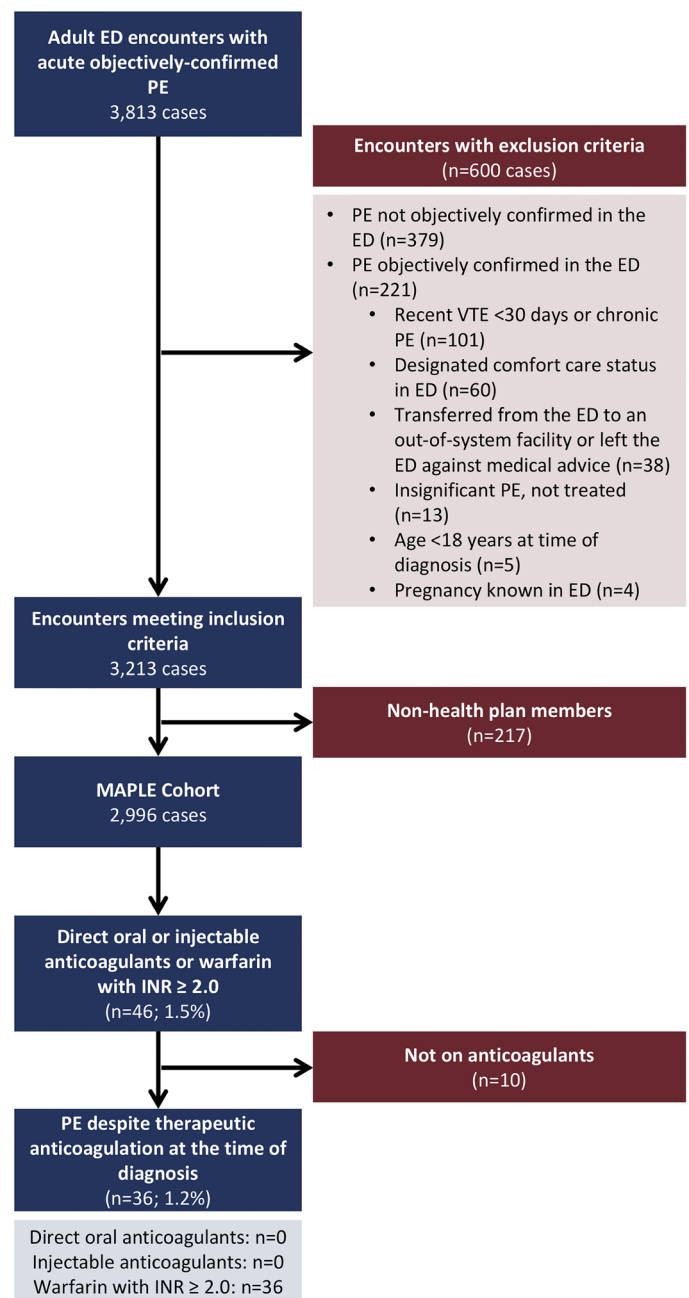 Adult ED encounters with
acute objectively-confirmed
PE
3,813 cases
Encounters with exclusion criteria
(n=600 cases)
• PE not objectively confirmed in the
ED (n=379)
• PE objectively confirmed in the ED
(n=221)
• Recent VTE <30 days or chronic
PE (n=101)
• Designated comfort care status
in ED (n=60)
• Transferred from the ED to an
out-of-system facility or left the
ED against medical advice (n=38)
• Insignificant PE, not treated
(n=13)
• Age <18 years at time of
diagnosis (n=5)
• Pregnancy known in ED (n=4)
Encounters meeting inclusion
criteria
3,213 cases
Non-health plan members
(n=217)
MAPLE Cohort
2,996 cases
Direct oral or injectable
anticoagulants or warfarin
with INR ≥ 2.0
(n=46; 1.5%)
Not on anticoagulants
(n=10)
PE despite therapeutic
anticoagulation at the time of
diagnosis
(n=36; 1.2%)
Direct oral anticoagulants: n=0
Injectable anticoagulants: n=0
Warfarin with INR ≥ 2.0: n=36